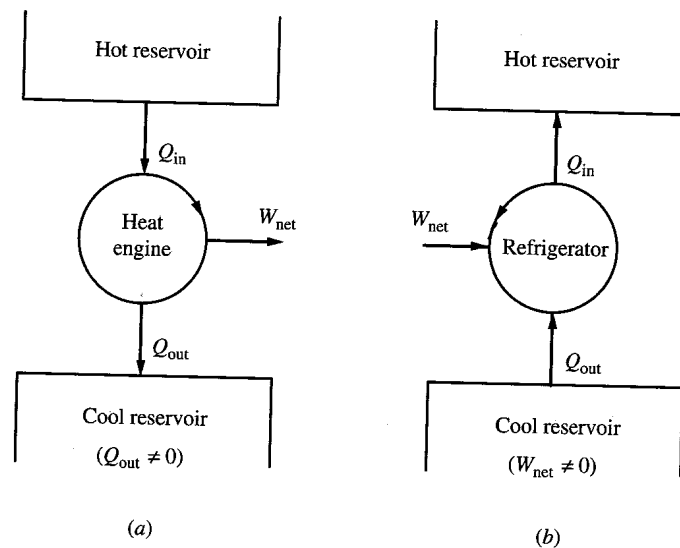 Hot reservoir
Q_in
Heat
engine
W_net
Q_out
Cool reservoir
(Q_out ≠ 0)
(a)
Hot reservoir
Q_in
W_net
Refrigerator
Q_out
Cool reservoir
(W_net ≠ 0)
(b)